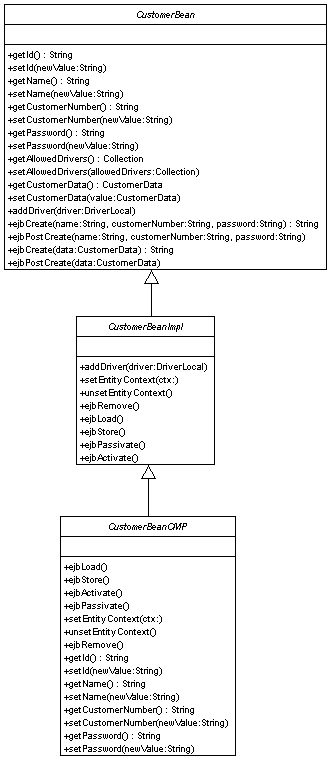 CustomerBean
+getId() : String
+setId(newValue:String)
+getName() : String
+setName(newValue:String)
+getCustomerNumber() : String
+setCustomerNumber(newValue:String)
+getPassword() : String
+setPassword(newValue:String)
+getAllowedDrivers() : Collection
+setAllowedDrivers(allowedDrivers:Collection)
+getCustomerData() : CustomerData
+setCustomerData(value:CustomerData)
+addDriver(driver:DriverLocal)
+ejbCreate(name:String, customerNumber:String, password:String) : String
+ejbPostCreate(name:String, customerNumber:String, password:String)
+ejbCreate(data:CustomerData) : String
+ejbPostCreate(data:CustomerData)
CustomerBeanImpl
+addDriver(driver:DriverLocal)
+setEntityContext(ctx:)
+unsetEntityContext()
+ejbRemove()
+ejbLoad()
+ejbStore()
+ejbPassivate()
+ejbActivate()
CustomerBeanCMP
+ejbLoad()
+ejbStore()
+ejbActivate()
+ejbPassivate()
+setEntityContext(ctx:)
+unsetEntityContext()
+ejbRemove()
+getId() : String
+setId(newValue:String)
+getName() : String
+setName(newValue:String)
+getCustomerNumber() : String
+setCustomerNumber(newValue:String)
+getPassword() : String
+setPassword(newValue:String)